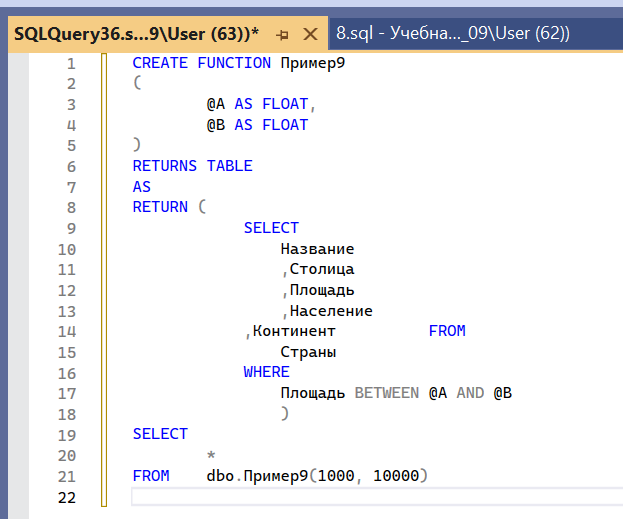 SQLQuery36.s...9\User (63))*
8.sql - Учебна..._09\User (62))
1 CREATE FUNCTION Пример9
2 (
3 @A AS FLOAT,
4 @B AS FLOAT
5 )
6 RETURNS TABLE
7 AS
8 RETURN (
9 SELECT
10 Название
11 ,Столица
12 ,Площадь
13 ,Население
14 ,Континент FROM
15 Страны
16 WHERE
17 Площадь BETWEEN @A AND @B
18 )
19 SELECT
20 *
21 FROM dbo.Пример9(1000, 10000)
22